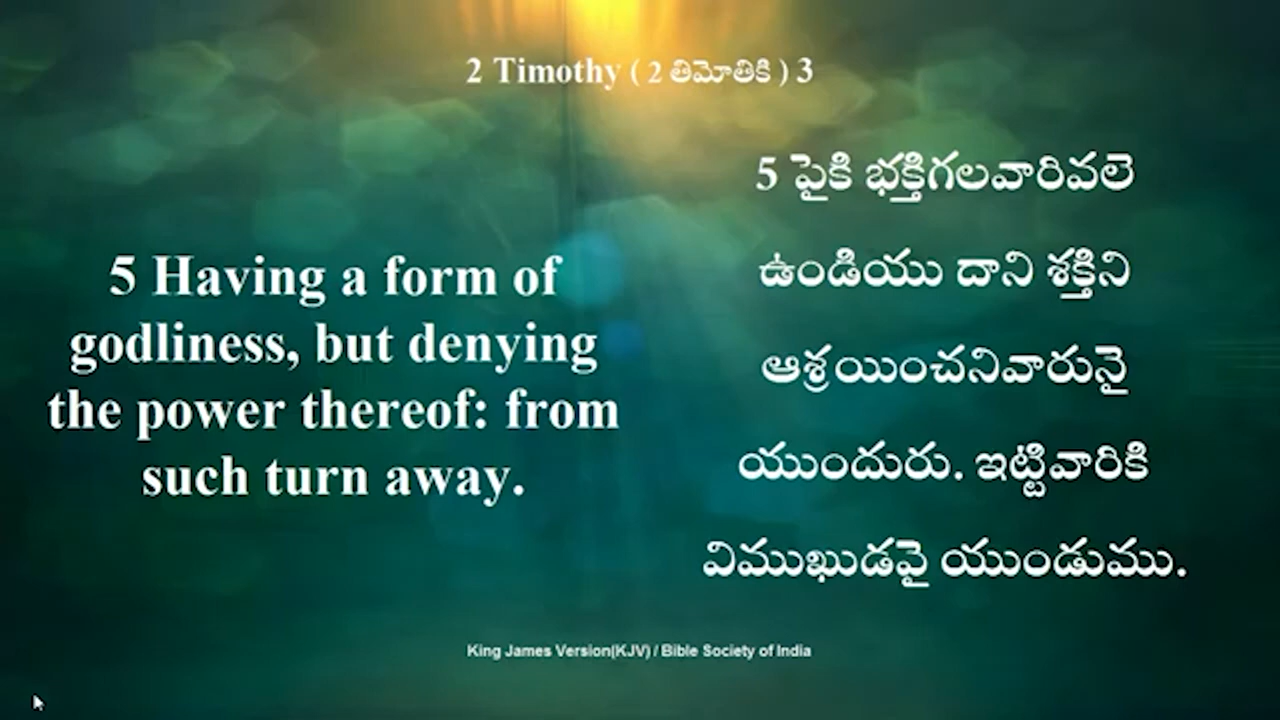 2 Timothy ( 2 తిమోతికి ) 3
5 Having a form of
godliness, but denying
the power thereof: from
such turn away.
5 పైకి భక్తిగలవారివలె
ఉండియు దాని శక్తిని
ఆశ్రయించనివారునై
యుందురు. ఇట్టివారికి
విముఖుడవై యుండుము.
King James Version(KJV) / Bible Society of India